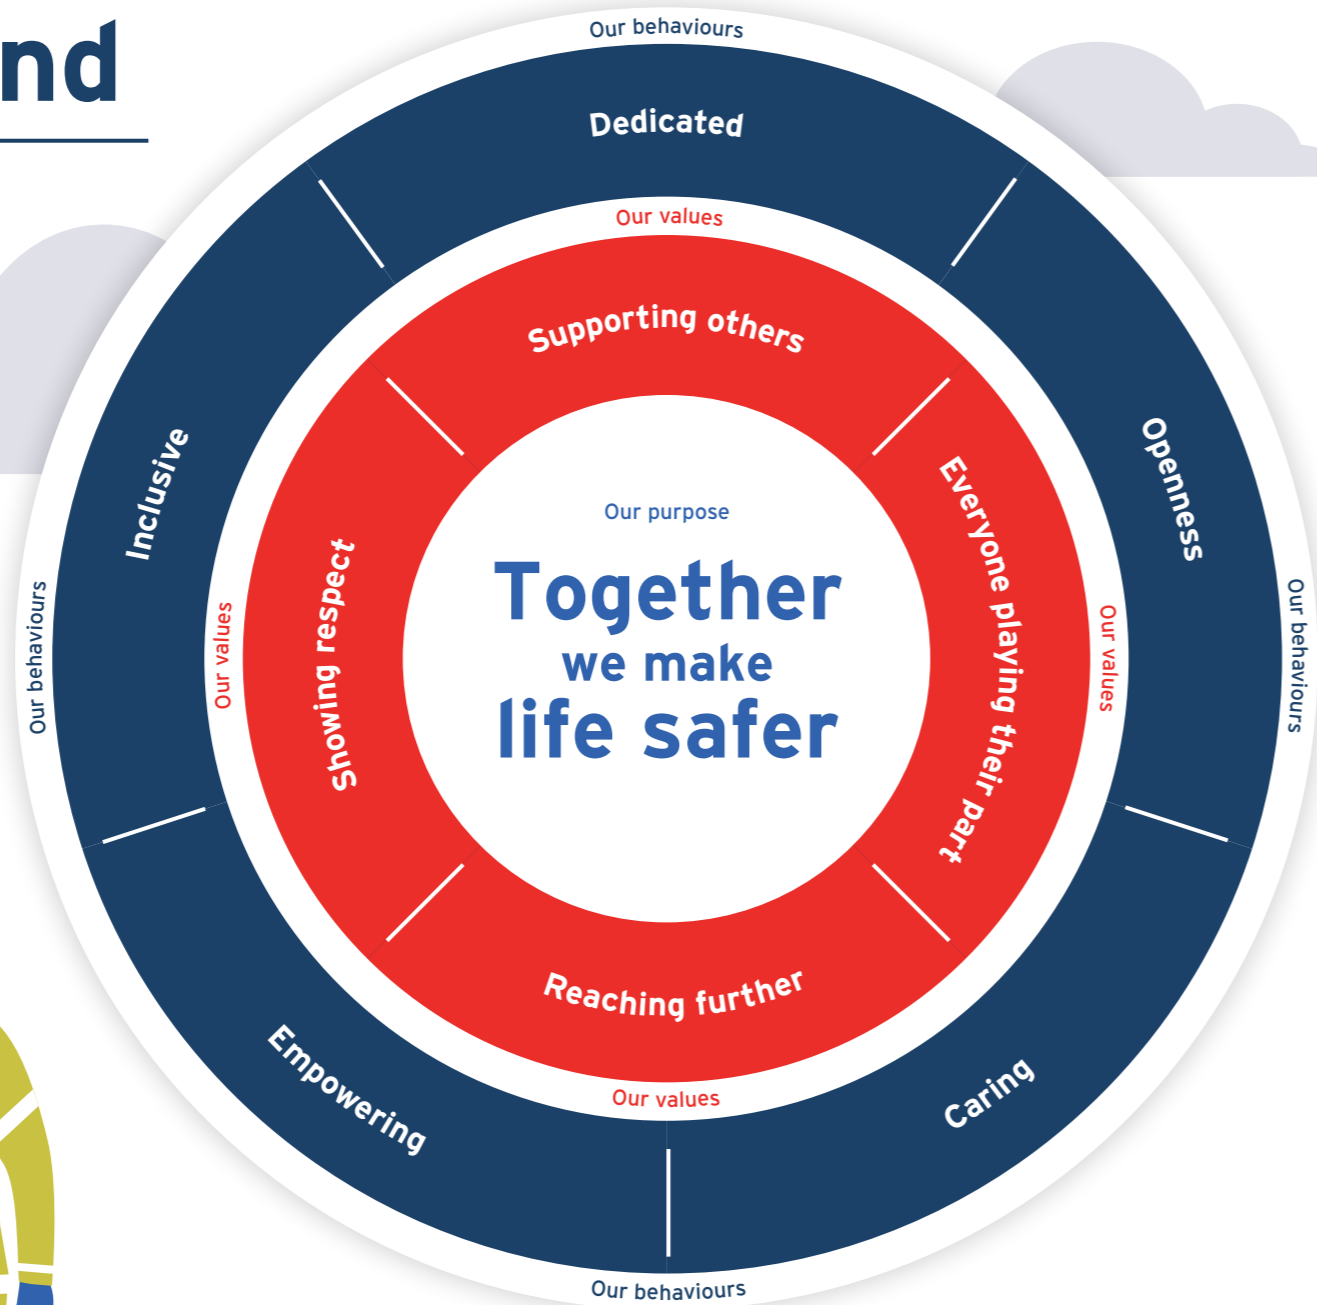 nd
Our behaviours
Dedicated
Our values
Supporting others
Inclusive
Openness
Everyone playing their part
Our purpose
Together
we make
life safer
Showing respect
Our values
Our values
Our behaviours
Our behaviours
Reaching further
Empowering
Caring
Our values
Our behaviours